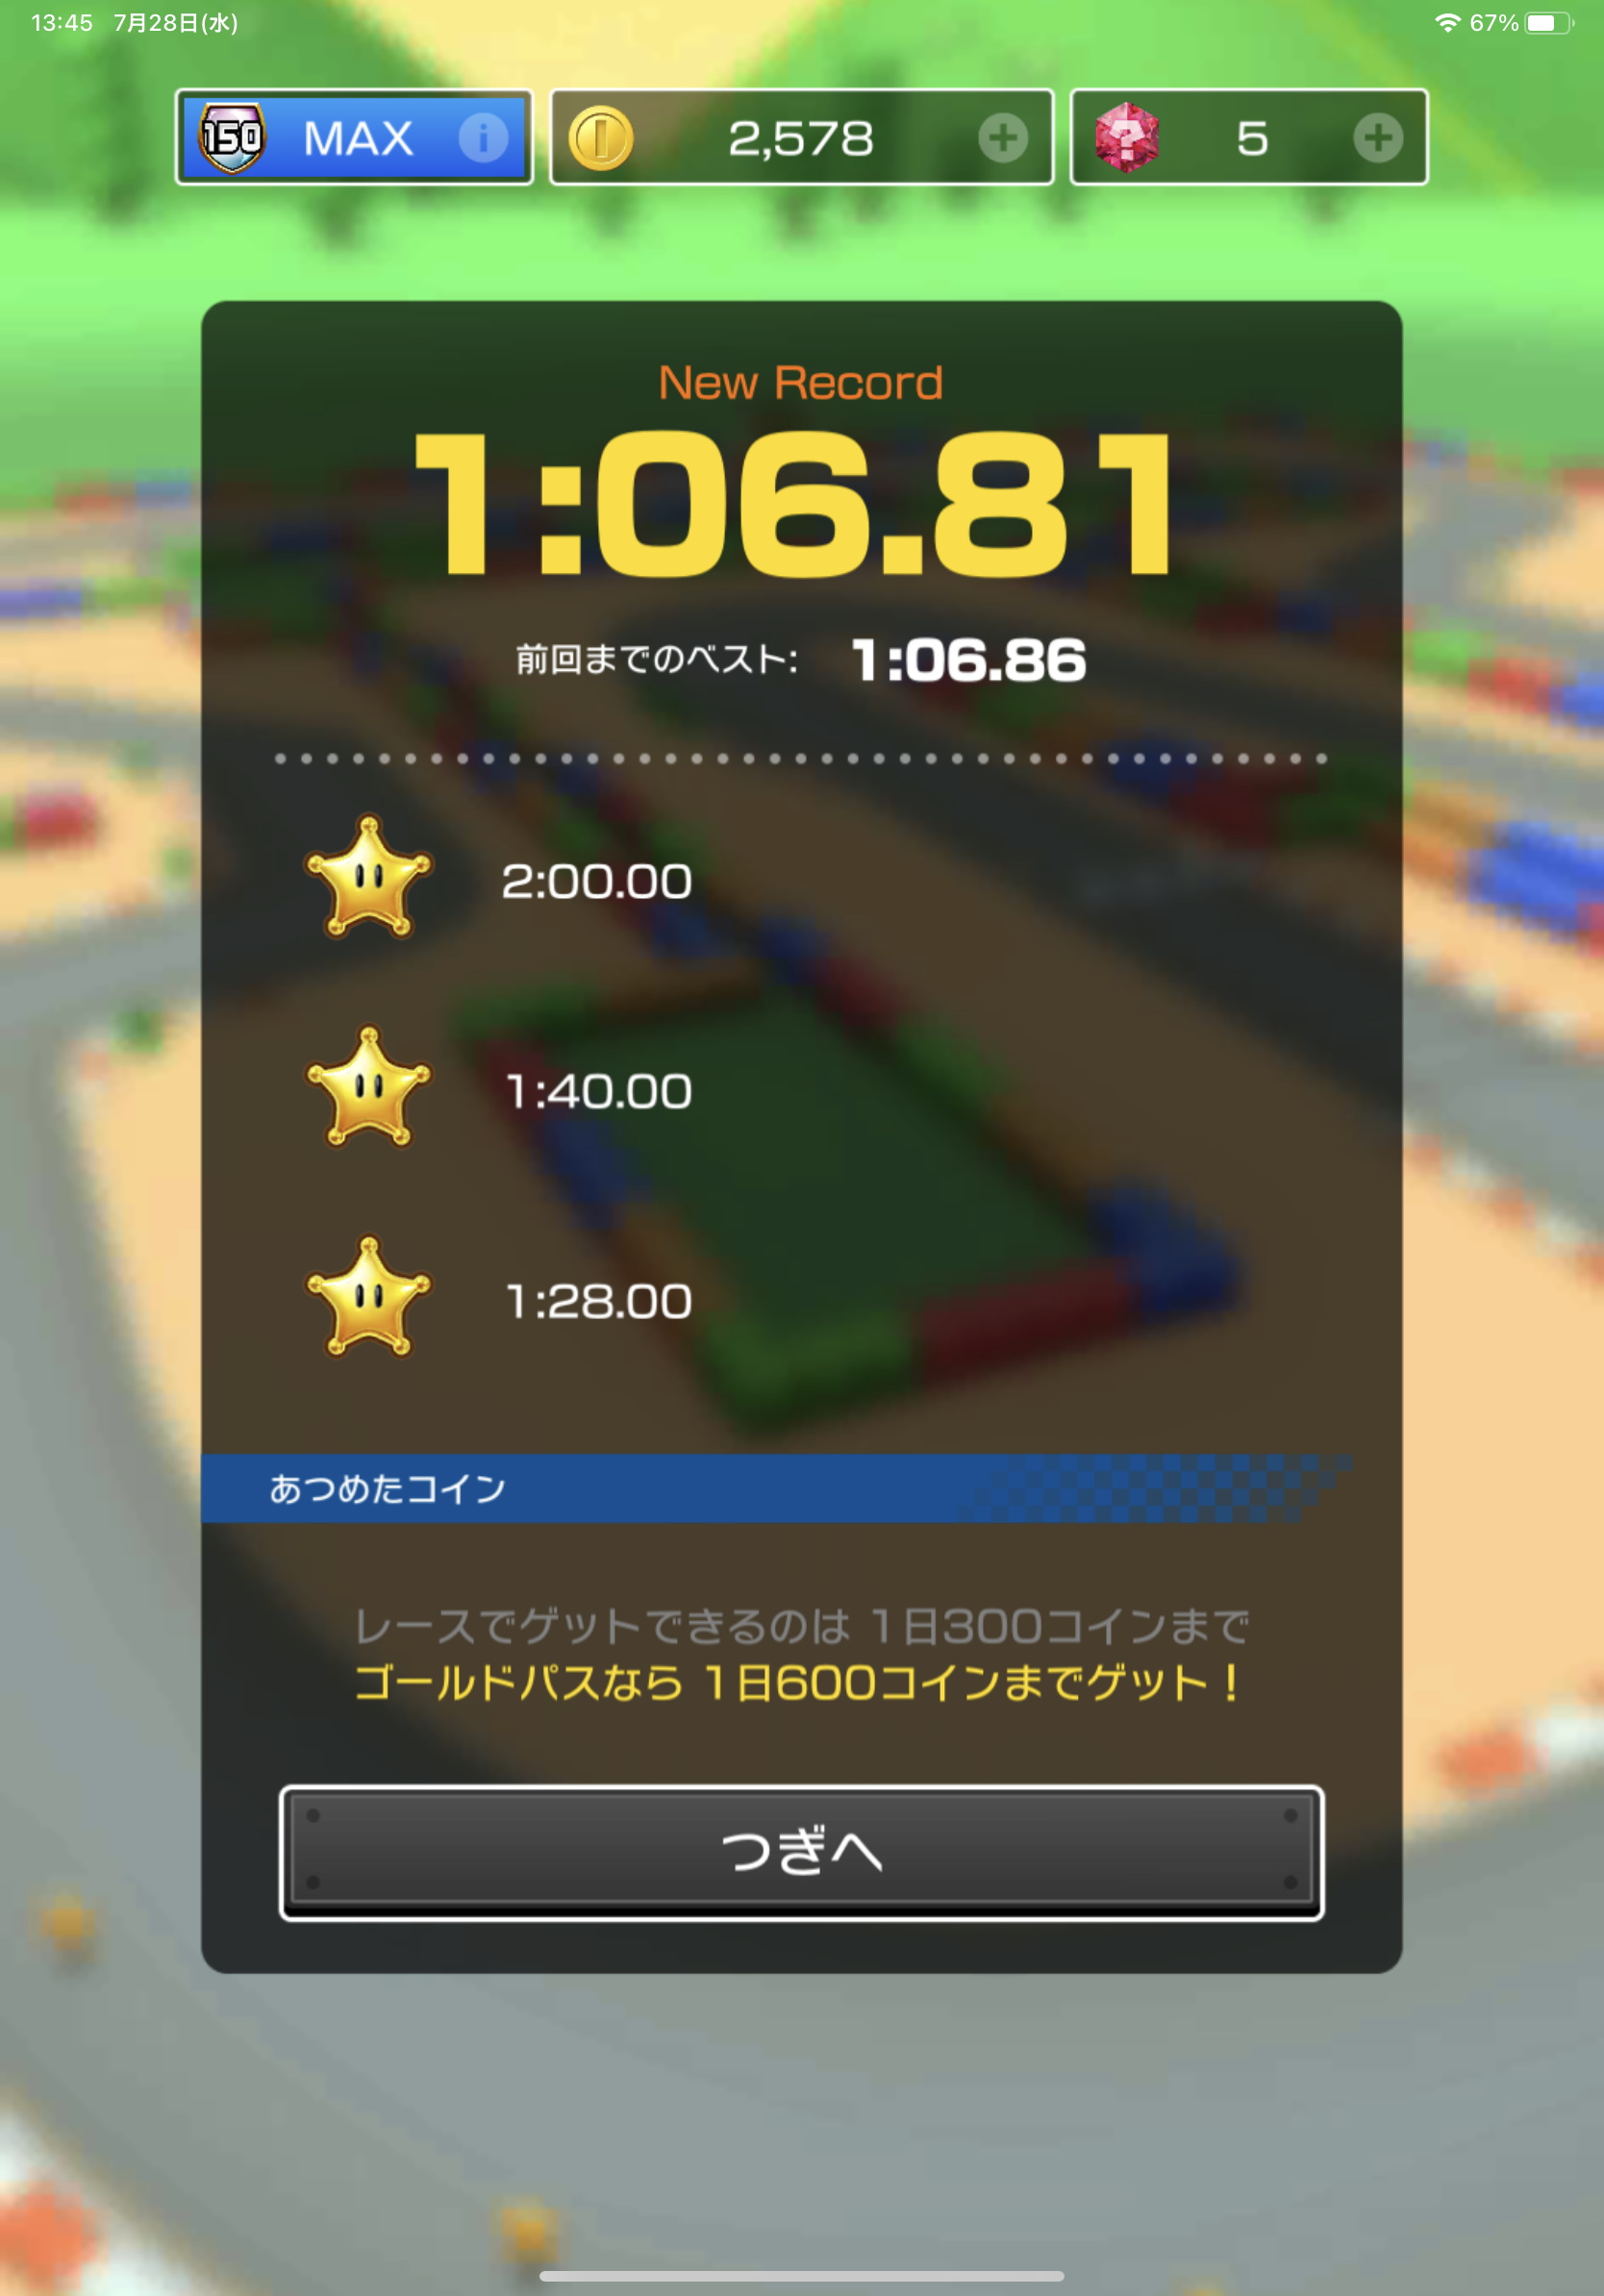 13:45 7月28日(水)
67%
150 MAX i 2,578 + ? 5 +
New Record
1:06.81
前回までのベスト: 1:06.86
2:00.00
1:40.00
1:28.00
あつめたコイン
レースでゲットできるのは 1日300コインまで
ゴールドパスなら 1日600コインまでゲット!
つぎへ